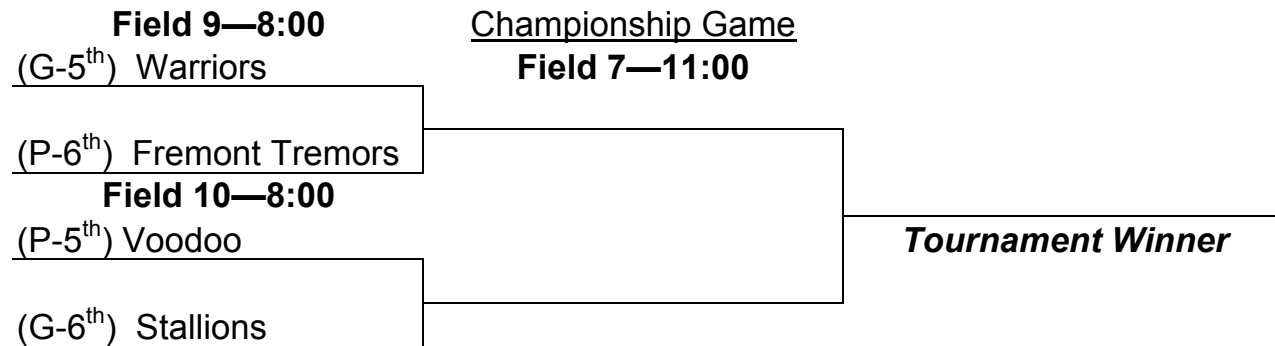 Field 9—8:00 Championship Game
(G-5th) Warriors Field 7—11:00
(P-6th) Fremont Tremors
Field 10—8:00
(P-5th) Voodoo Tournament Winner
(G-6th) Stallions